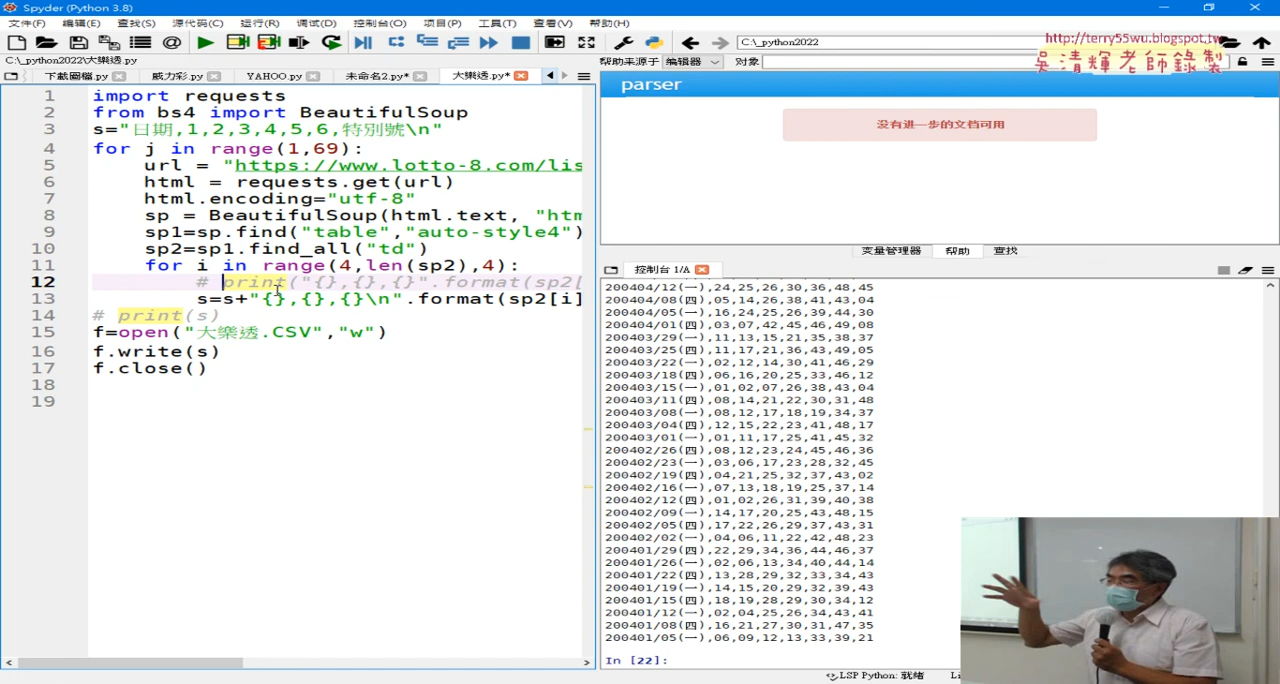 Spyder (Python 3.8)
文件(F) 编辑(E) 查找(S) 源代码(C) 运行(R) 调试(D) 控制台(O) 项目(P) 工具(T) 查看(V) 帮助(H)
C:\_python2022
http://terry55wu.blogspot.tw
吳清輝老師錄製
C:\_python2022\大樂透.py
下載圖檔.py 威力彩.py YAHOO.py 未命名2.py* 大樂透.py*
帮助来源于 编辑器 对象
1 import requests
2 from bs4 import BeautifulSoup
3 s="日期,1,2,3,4,5,6,特別號\n"
4 for j in range(1,69):
5 url = "https://www.lotto-8.com/lis
6 html = requests.get(url)
7 html.encoding="utf-8"
8 sp = BeautifulSoup(html.text, "htm
9 sp1=sp.find("table","auto-style4")
10 sp2=sp1.find_all("td")
11 for i in range(4,len(sp2),4):
12 # print("{},{},{}".format(sp2[
13 s=s+"{},{},{}\n".format(sp2[i]
14 # print(s)
15 f=open("大樂透.CSV","w")
16 f.write(s)
17 f.close()
18
19
parser
没有进一步的文档可用
变量管理器 帮助 查找
控制台 1/A
200404/12(一),24,25,26,30,36,48,45
200404/08(四),05,14,26,38,41,43,04
200404/05(一),16,24,25,26,39,44,30
200404/01(四),03,07,42,45,46,49,08
200403/29(一),11,13,15,21,35,38,37
200403/25(四),11,17,21,36,43,49,05
200403/22(一),02,12,14,30,41,46,29
200403/18(四),06,16,20,25,33,46,12
200403/15(一),01,02,07,26,38,43,04
200403/11(四),08,14,21,22,30,31,48
200403/08(一),08,12,17,18,19,34,37
200403/04(四),12,15,22,23,41,48,17
200403/01(一),01,11,17,25,41,45,32
200402/26(四),08,12,23,24,45,46,36
200402/23(一),03,06,17,23,28,32,45
200402/19(四),04,21,25,32,37,43,02
200402/16(一),07,13,18,19,25,37,14
200402/12(四),01,02,26,31,39,40,38
200402/09(一),14,17,20,25,43,48,15
200402/05(四),17,22,26,29,37,43,31
200402/02(一),04,06,11,22,42,48,23
200401/29(四),22,29,34,36,44,46,37
200401/26(一),02,06,13,34,40,44,14
200401/22(四),13,28,29,32,33,34,43
200401/19(一),14,15,20,29,32,39,43
200401/15(四),18,19,28,29,30,34,12
200401/12(一),02,04,25,26,34,43,41
200401/08(四),16,21,27,30,31,47,35
200401/05(一),06,09,12,13,33,39,21
In [22]:
LSP Python: 就绪